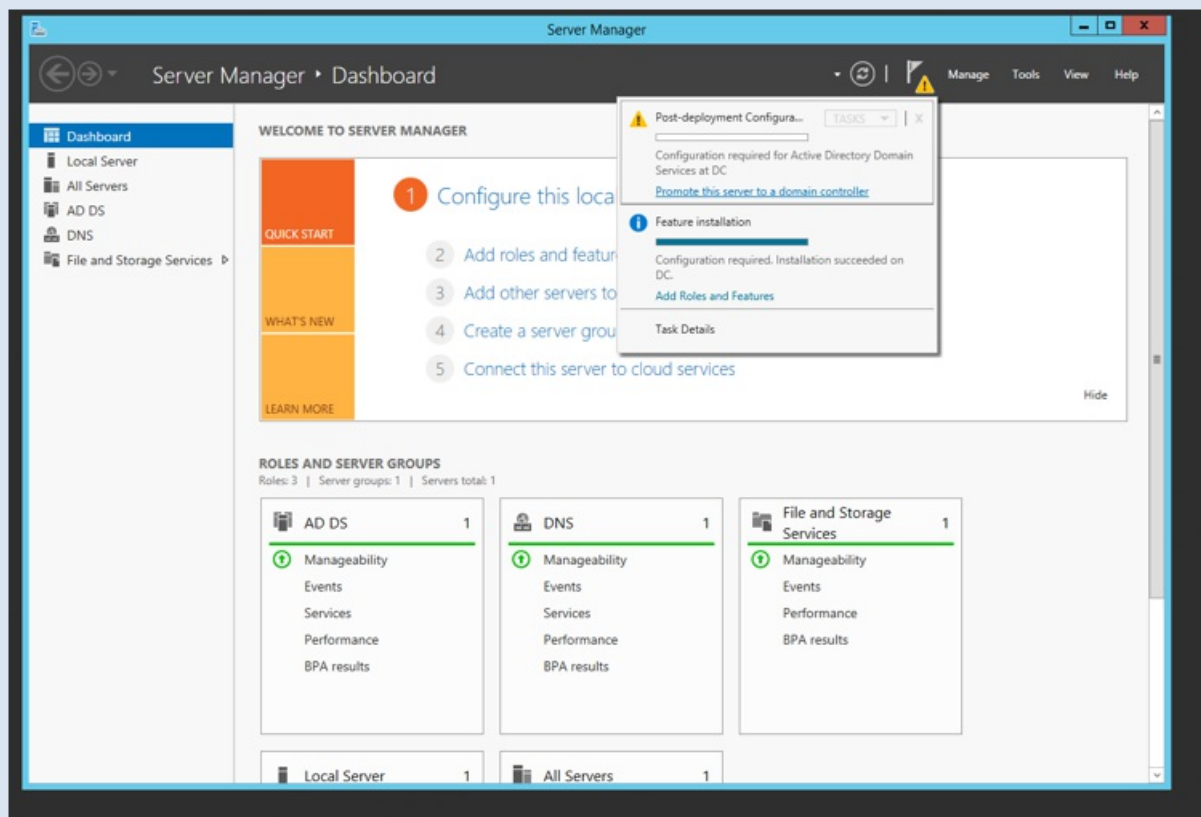 Server Manager
Server Manager • Dashboard
Manage Tools View Help
Dashboard
Local Server
All Servers
AD DS
DNS
File and Storage Services
WELCOME TO SERVER MANAGER
QUICK START
WHAT'S NEW
LEARN MORE
1 Configure this loca
2 Add roles and featur
3 Add other servers to
4 Create a server grou
5 Connect this server to cloud services
Hide
Post-deployment Configura... TASKS X
Configuration required for Active Directory Domain
Services at DC
Promote this server to a domain controller
Feature installation
Configuration required. Installation succeeded on
DC.
Add Roles and Features
Task Details
ROLES AND SERVER GROUPS
Roles: 3 | Server groups: 1 | Servers total: 1
AD DS 1
Manageability
Events
Services
Performance
BPA results
DNS 1
Manageability
Events
Services
Performance
BPA results
File and Storage
Services 1
Manageability
Events
Performance
BPA results
Local Server 1
All Servers 1